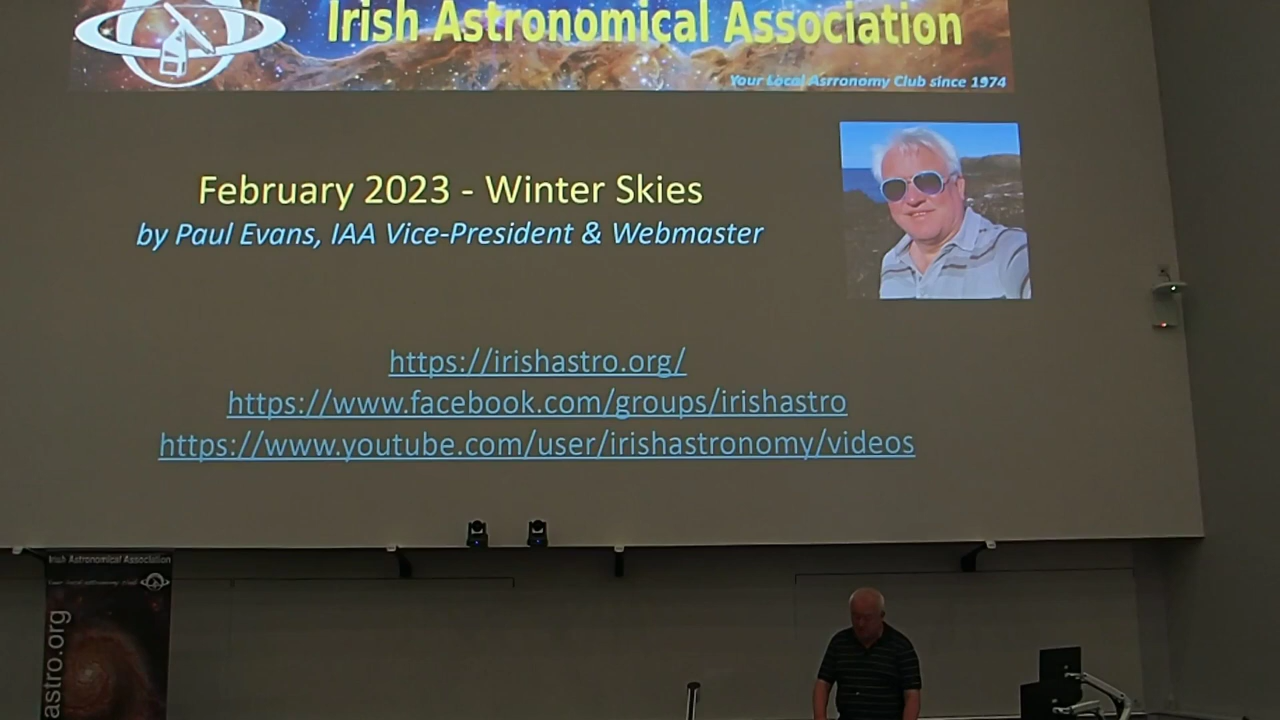 Irish Astronomical Association
Your Local Asrronomy Club since 1974
February 2023 - Winter Skies
by Paul Evans, IAA Vice-President & Webmaster
https://irishastro.org/
https://www.facebook.com/groups/irishastro
https://www.youtube.com/user/irishastronomy/videos
Irish Astronomical Association
astro.org